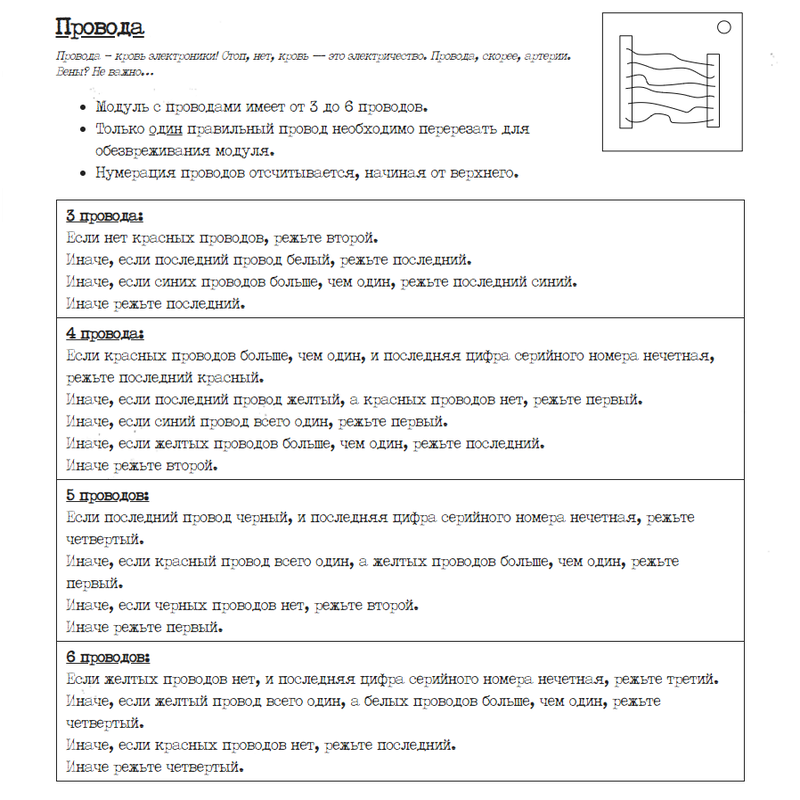 Провода
Провода – кровь электроники! Стоп, нет, кровь — это электричество. Провода, скорее, артерии.
Вены? Не важно...
• Модуль с проводами имеет от 3 до 6 проводов.
• Только один правильный провод необходимо перерезать для
обезвреживания модуля.
• Нумерация проводов отсчитывается, начиная от верхнего.
3 провода:
Если нет красных проводов, режьте второй.
Иначе, если последний провод белый, режьте последний.
Иначе, если синих проводов больше, чем один, режьте последний синий.
Иначе режьте последний.
4 провода:
Если красных проводов больше, чем один, и последняя цифра серийного номера нечетная,
режьте последний красный.
Иначе, если последний провод желтый, а красных проводов нет, режьте первый.
Иначе, если синий провод всего один, режьте первый.
Иначе, если желтых проводов больше, чем один, режьте последний.
Иначе режьте второй.
5 проводов:
Если последний провод черный, и последняя цифра серийного номера нечетная, режьте
четвертый.
Иначе, если красный провод всего один, а желтых проводов больше, чем один, режьте
первый.
Иначе, если черных проводов нет, режьте второй.
Иначе режьте первый.
6 проводов:
Если желтых проводов нет, и последняя цифра серийного номера нечетная, режьте третий.
Иначе, если желтый провод всего один, а белых проводов больше, чем один, режьте
четвертый.
Иначе, если красных проводов нет, режьте последний.
Иначе режьте четвертый.